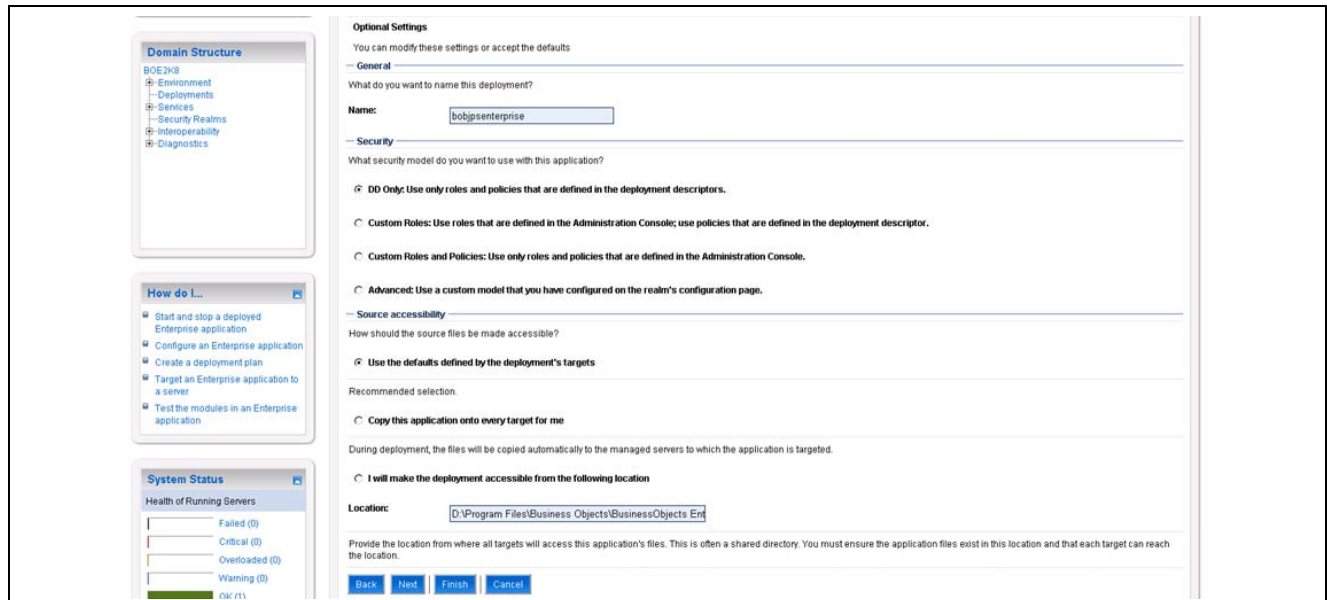 Domain Structure
BOE2K8
Environment
Deployments
Services
Security Realms
Interoperability
Diagnostics
How do I...
Start and stop a deployed
Enterprise application
Configure an Enterprise application
Create a deployment plan
Target an Enterprise application to
a server
Test the modules in an Enterprise
application
System Status
Health of Running Servers
Failed (0)
Critical (0)
Overloaded (0)
Warning (0)
OK (1)
Optional Settings
You can modify these settings or accept the defaults
General
What do you want to name this deployment?
Name: bobjpsenterprise
Security
What security model do you want to use with this application?
DD Only: Use only roles and policies that are defined in the deployment descriptors.
Custom Roles: Use roles that are defined in the Administration Console; use policies that are defined in the deployment descriptor.
Custom Roles and Policies: Use only roles and policies that are defined in the Administration Console.
Advanced: Use a custom model that you have configured on the realm's configuration page.
Source accessibility
How should the source files be made accessible?
Use the defaults defined by the deployment's targets
Recommended selection.
Copy this application onto every target for me
During deployment, the files will be copied automatically to the managed servers to which the application is targeted.
I will make the deployment accessible from the following location
Location: D:\Program Files\Business Objects\BusinessObjects Ent
Provide the location from where all targets will access this application's files. This is often a shared directory. You must ensure the application files exist in this location and that each target can reach
the location.
Back Next Finish Cancel